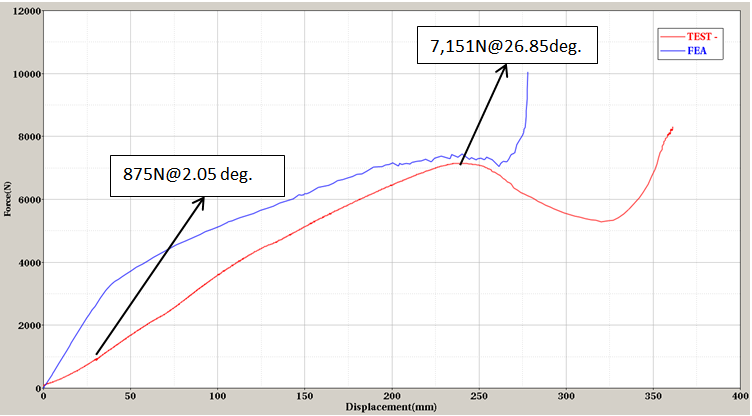 12000
10000
8000
6000
4000
2000
0
Force(N)
7,151N@26.85deg.
875N@2.05 deg.
TEST -
FEA
0 50 100 150 200 250 300 350 400
Displacement(mm)